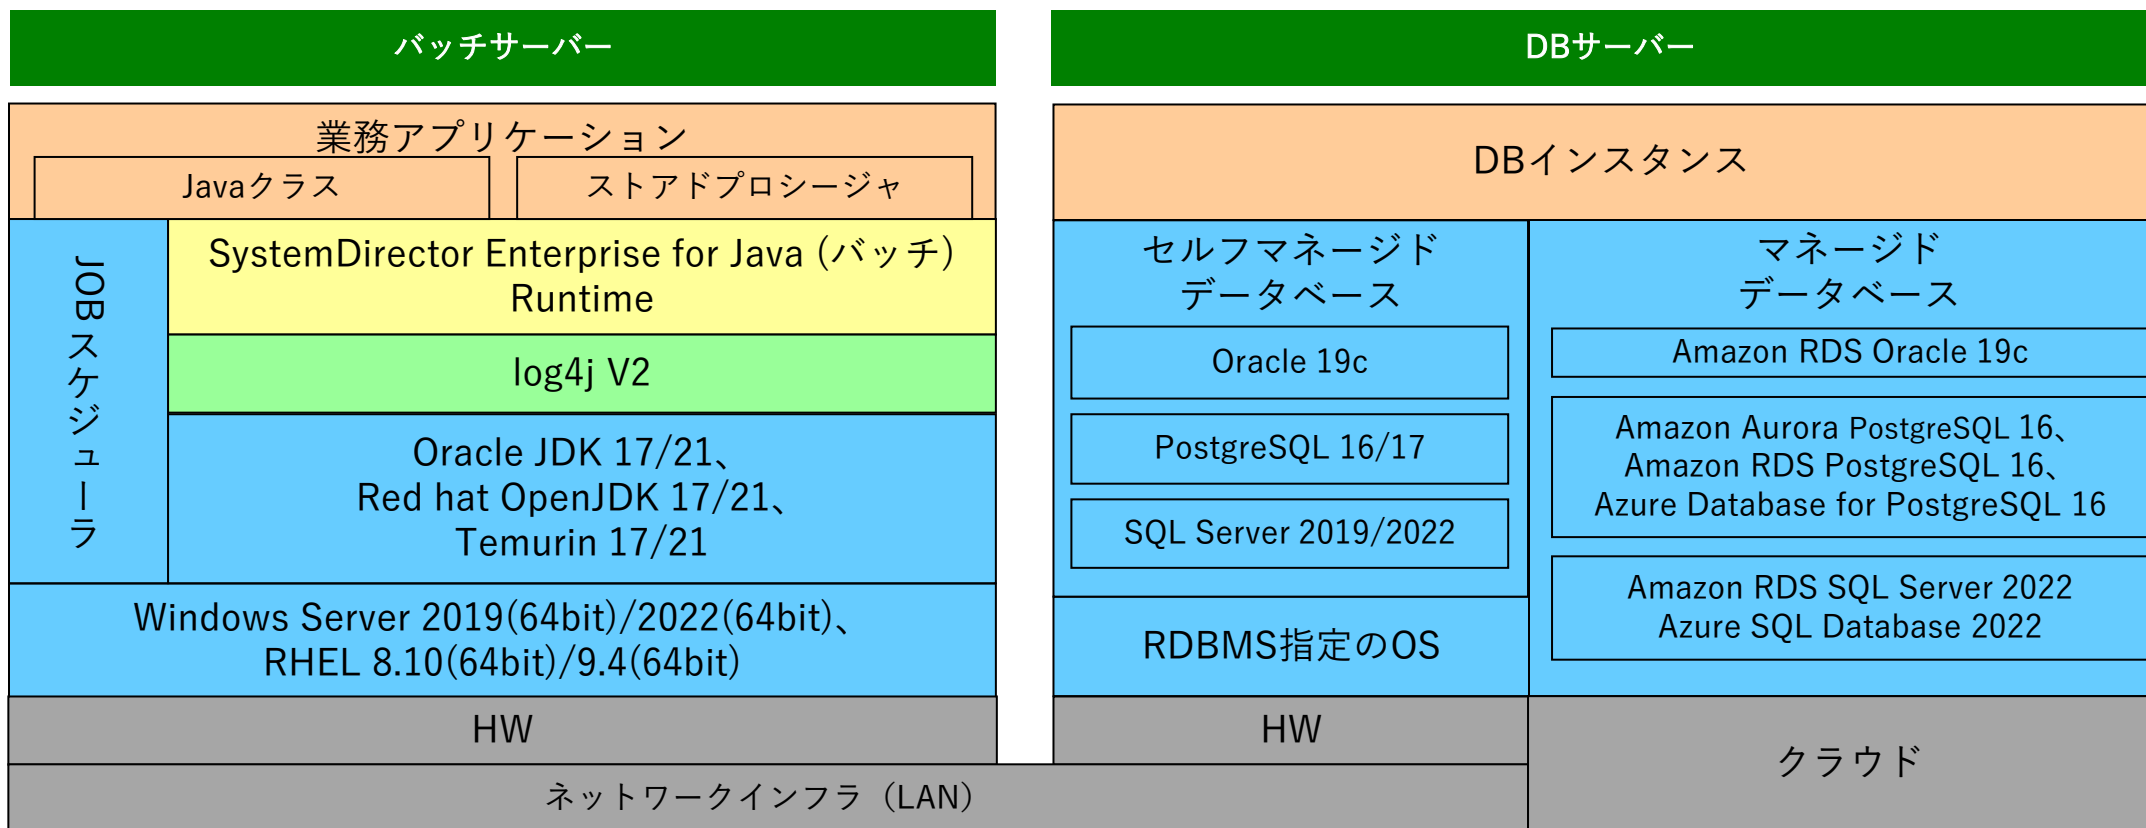 バッチサーバー
業務アプリケーション
Javaクラス
ストアドプロシージャ
JOBスケジューラ
SystemDirector Enterprise for Java (バッチ)
Runtime
log4j V2
Oracle JDK 17/21、
Red hat OpenJDK 17/21、
Temurin 17/21
Windows Server 2019(64bit)/2022(64bit)、
RHEL 8.10(64bit)/9.4(64bit)
HW
DBサーバー
DBインスタンス
セルフマネージド
データベース
Oracle 19c
PostgreSQL 16/17
SQL Server 2019/2022
RDBMS指定のOS
HW
マネージド
データベース
Amazon RDS Oracle 19c
Amazon Aurora PostgreSQL 16、
Amazon RDS PostgreSQL 16、
Azure Database for PostgreSQL 16
Amazon RDS SQL Server 2022
Azure SQL Database 2022
クラウド
ネットワークインフラ（LAN）